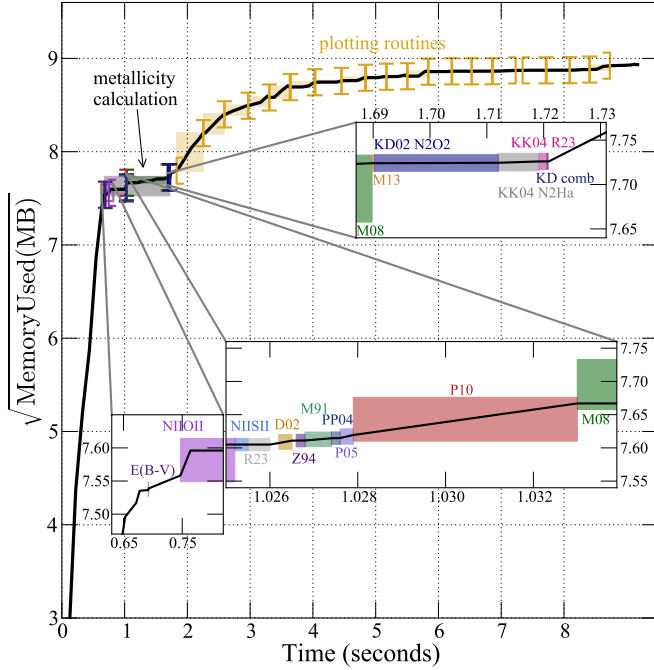 9
8
7
6
5
4
3
√MemoryUsed(MB)
plotting routines
metallicity
calculation
1.69 1.70 1.71 1.72 1.73
KD02 N2O2 KK04 R23
7.75
7.70
7.65
M13
KD comb
KK04 N2Ha
M08
7.75
7.70
7.65
7.60
M91
D02
PP04
P10
M08
NIIOII
NIISII
R23
Z94
P05
1.026 1.028 1.030 1.032
7.60
7.55
7.50
E(B-V)
0.65 0.75
0 1 2 3 4 5 6 7 8
Time (seconds)